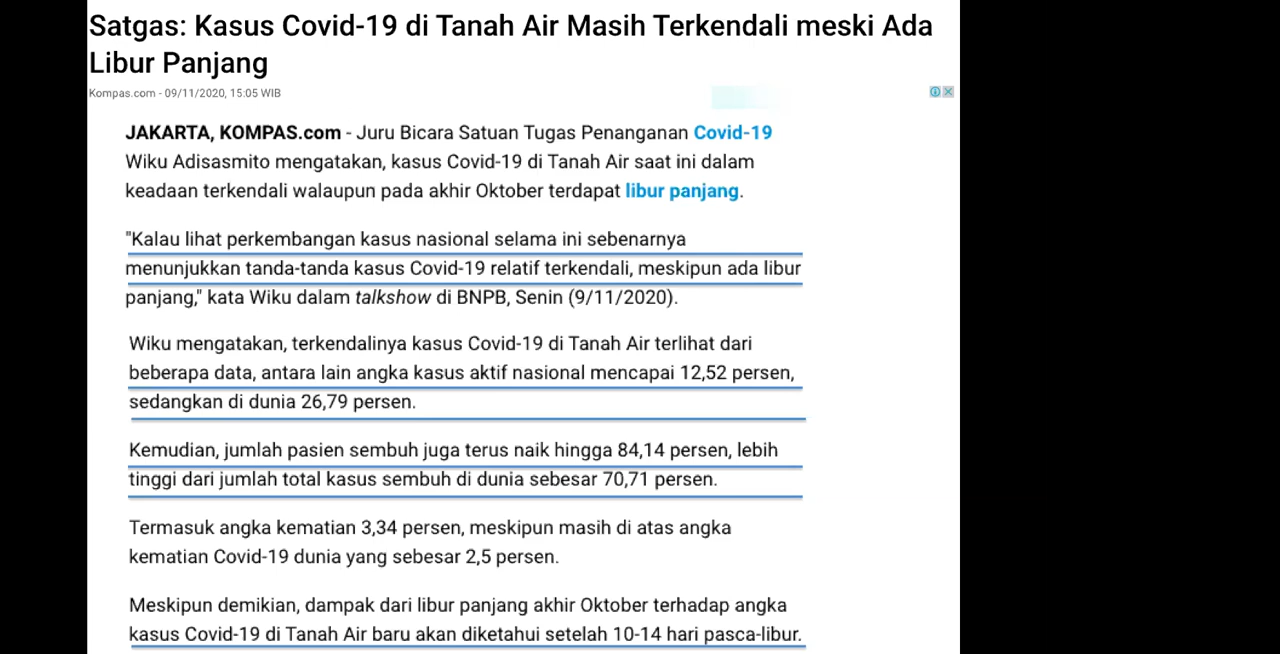 Satgas: Kasus Covid-19 di Tanah Air Masih Terkendali meski Ada
Libur Panjang
Kompas.com - 09/11/2020, 15:05 WIB
JAKARTA, KOMPAS.com - Juru Bicara Satuan Tugas Penanganan Covid-19
Wiku Adisasmito mengatakan, kasus Covid-19 di Tanah Air saat ini dalam
keadaan terkendali walaupun pada akhir Oktober terdapat libur panjang.
"Kalau lihat perkembangan kasus nasional selama ini sebenarnya
menunjukkan tanda-tanda kasus Covid-19 relatif terkendali, meskipun ada libur
panjang," kata Wiku dalam talkshow di BNPB, Senin (9/11/2020).
Wiku mengatakan, terkendalinya kasus Covid-19 di Tanah Air terlihat dari
beberapa data, antara lain angka kasus aktif nasional mencapai 12,52 persen,
sedangkan di dunia 26,79 persen.
Kemudian, jumlah pasien sembuh juga terus naik hingga 84,14 persen, lebih
tinggi dari jumlah total kasus sembuh di dunia sebesar 70,71 persen.
Termasuk angka kematian 3,34 persen, meskipun masih di atas angka
kematian Covid-19 dunia yang sebesar 2,5 persen.
Meskipun demikian, dampak dari libur panjang akhir Oktober terhadap angka
kasus Covid-19 di Tanah Air baru akan diketahui setelah 10-14 hari pasca-libur.